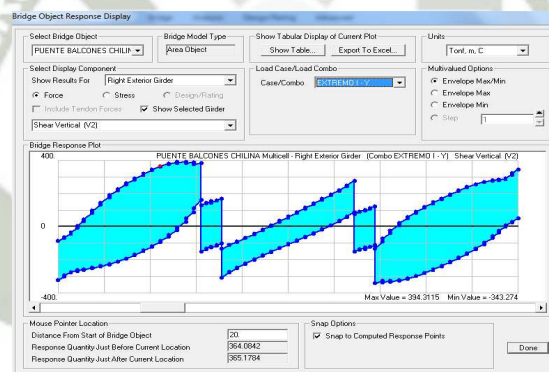 Bridge Object Response Display
Select Bridge Object
PUENTE BALCONES CHILIN
Bridge Model Type
Area Object
Show Tabular Display of Current Plot
Show Table...
Export To Excel...
Units
Tonf, m, C
Select Display Component
Show Results For
Right Exterior Girder
Force
Stress
Design/Rating
Include Tendon Forces
Show Selected Girder
Shear Vertical (V2)
Load Case/Load Combo
Case/Combo
EXTREMO I - Y
Multivalued Options
Envelope Max/Min
Envelope Max
Envelope Min
Step
1
Bridge Response Plot
400.
PUENTE BALCONES CHILINA Multicell - Right Exterior Girder (Combo EXTREMO I - Y) Shear Vertical (V2)
0
-400.
Max Value = 394.3115 Min Value = -343.274
Mouse Pointer Location
Distance From Start of Bridge Object
20.
Response Quantity Just Before Current Location
364.0842
Response Quantity Just After Current Location
365.1784
Snap Options
Snap to Computed Response Points
Done